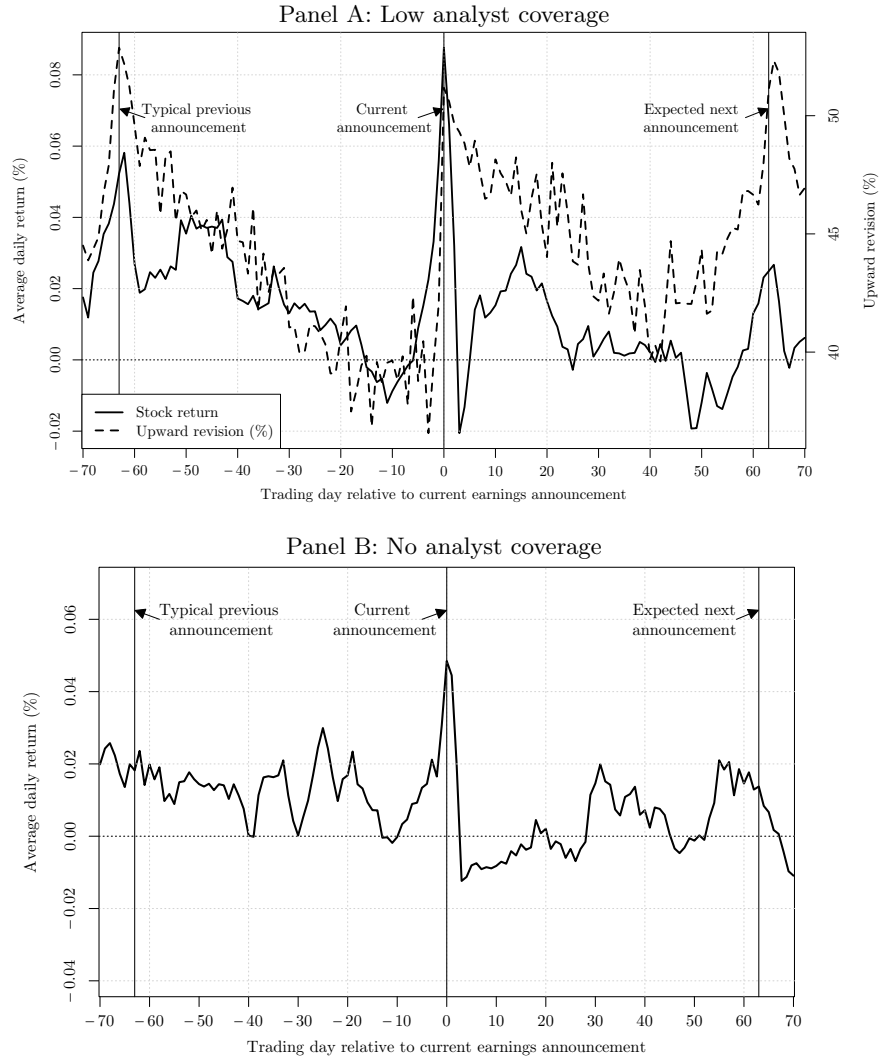 Panel A: Low analyst coverage
Average daily return (%)
0.08
0.06
0.04
0.02
0.00
−0.02
Typical previous
announcement
Current
announcement
Expected next
announcement
50
45
40
Upward revision (%)
Stock return
Upward revision (%)
−70 −60 −50 −40 −30 −20 −10 0 10 20 30 40 50 60 70
Trading day relative to current earnings announcement
Panel B: No analyst coverage
Average daily return (%)
0.06
0.04
0.02
0.00
−0.02
−0.04
Typical previous
announcement
Current
announcement
Expected next
announcement
−70 −60 −50 −40 −30 −20 −10 0 10 20 30 40 50 60 70
Trading day relative to current earnings announcement